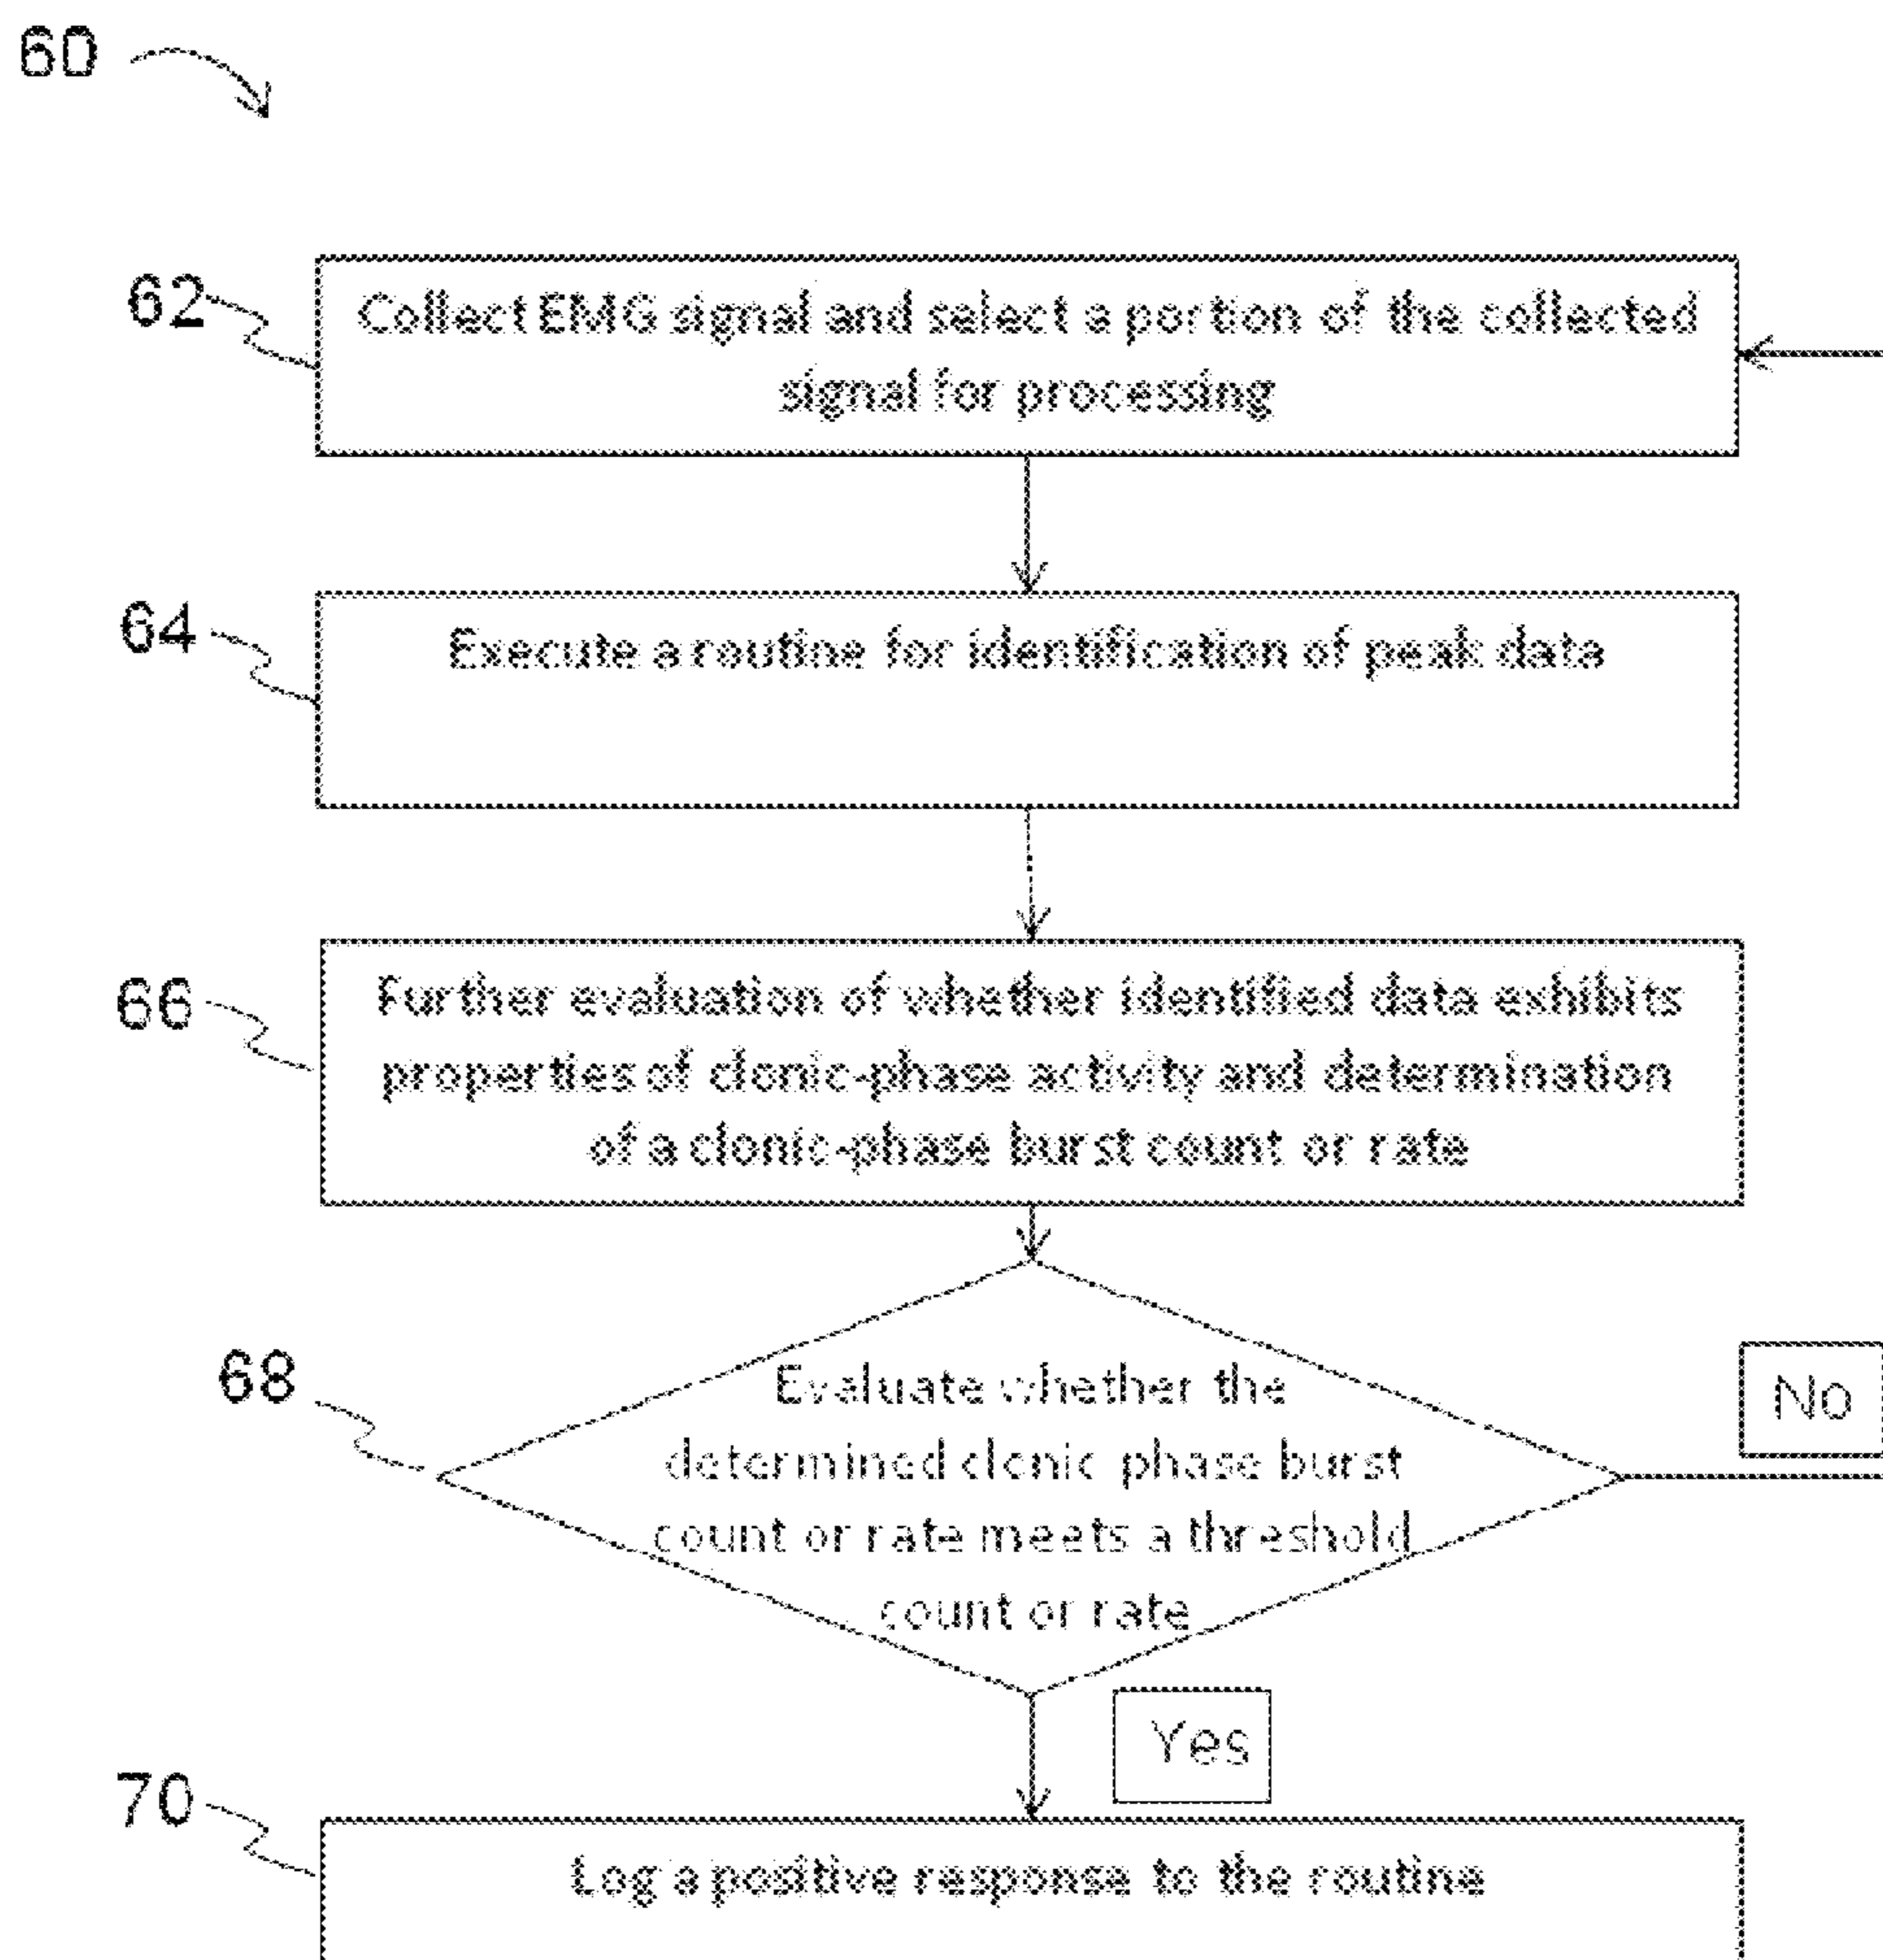 60
62
Collect EMG signal and select a portion of the collected
signal for processing
64
Execute a routine for identification of peak data
66
Further evaluation of whether identified data exhibits
properties of clonic-phase activity and determination
of a clonic-phase burst count or rate
68
Evaluate whether the
determined clonic phase burst
count or rate meets a threshold
count or rate
No
Yes
70
Log a positive response to the routine